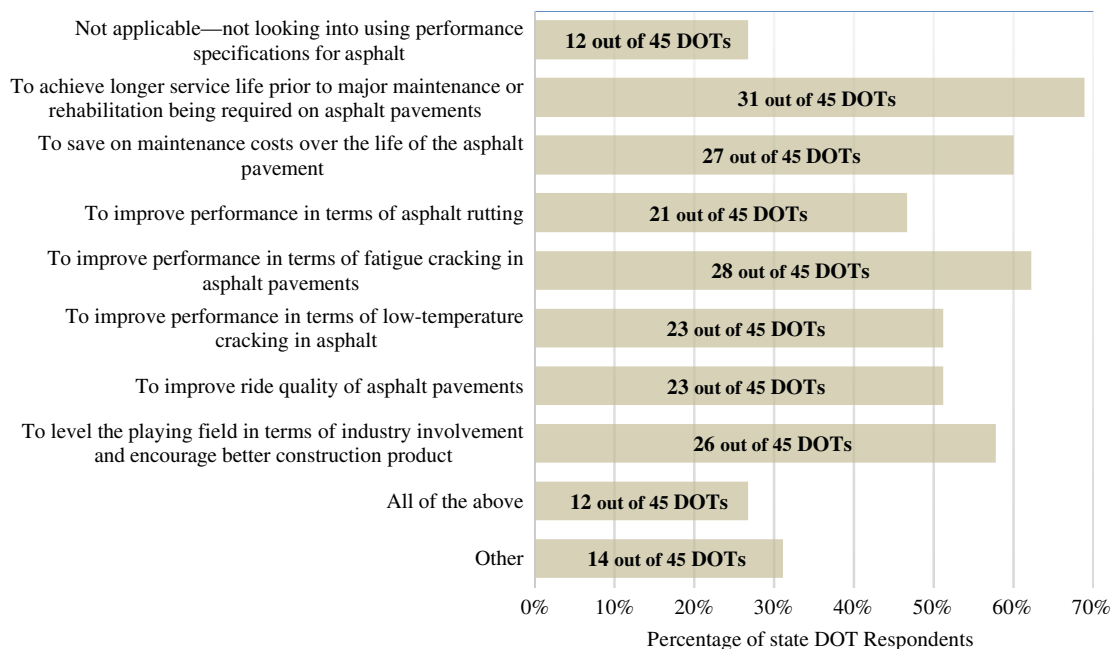 Not applicable—not looking into using performance
specifications for asphalt
12 out of 45 DOTs
To achieve longer service life prior to major maintenance or
rehabilitation being required on asphalt pavements
31 out of 45 DOTs
To save on maintenance costs over the life of the asphalt
pavement
27 out of 45 DOTs
To improve performance in terms of asphalt rutting
21 out of 45 DOTs
To improve performance in terms of fatigue cracking in
asphalt pavements
28 out of 45 DOTs
To improve performance in terms of low-temperature
cracking in asphalt
23 out of 45 DOTs
To improve ride quality of asphalt pavements
23 out of 45 DOTs
To level the playing field in terms of industry involvement
and encourage better construction product
26 out of 45 DOTs
All of the above
12 out of 45 DOTs
Other
14 out of 45 DOTs
0% 10% 20% 30% 40% 50% 60% 70%
Percentage of state DOT Respondents